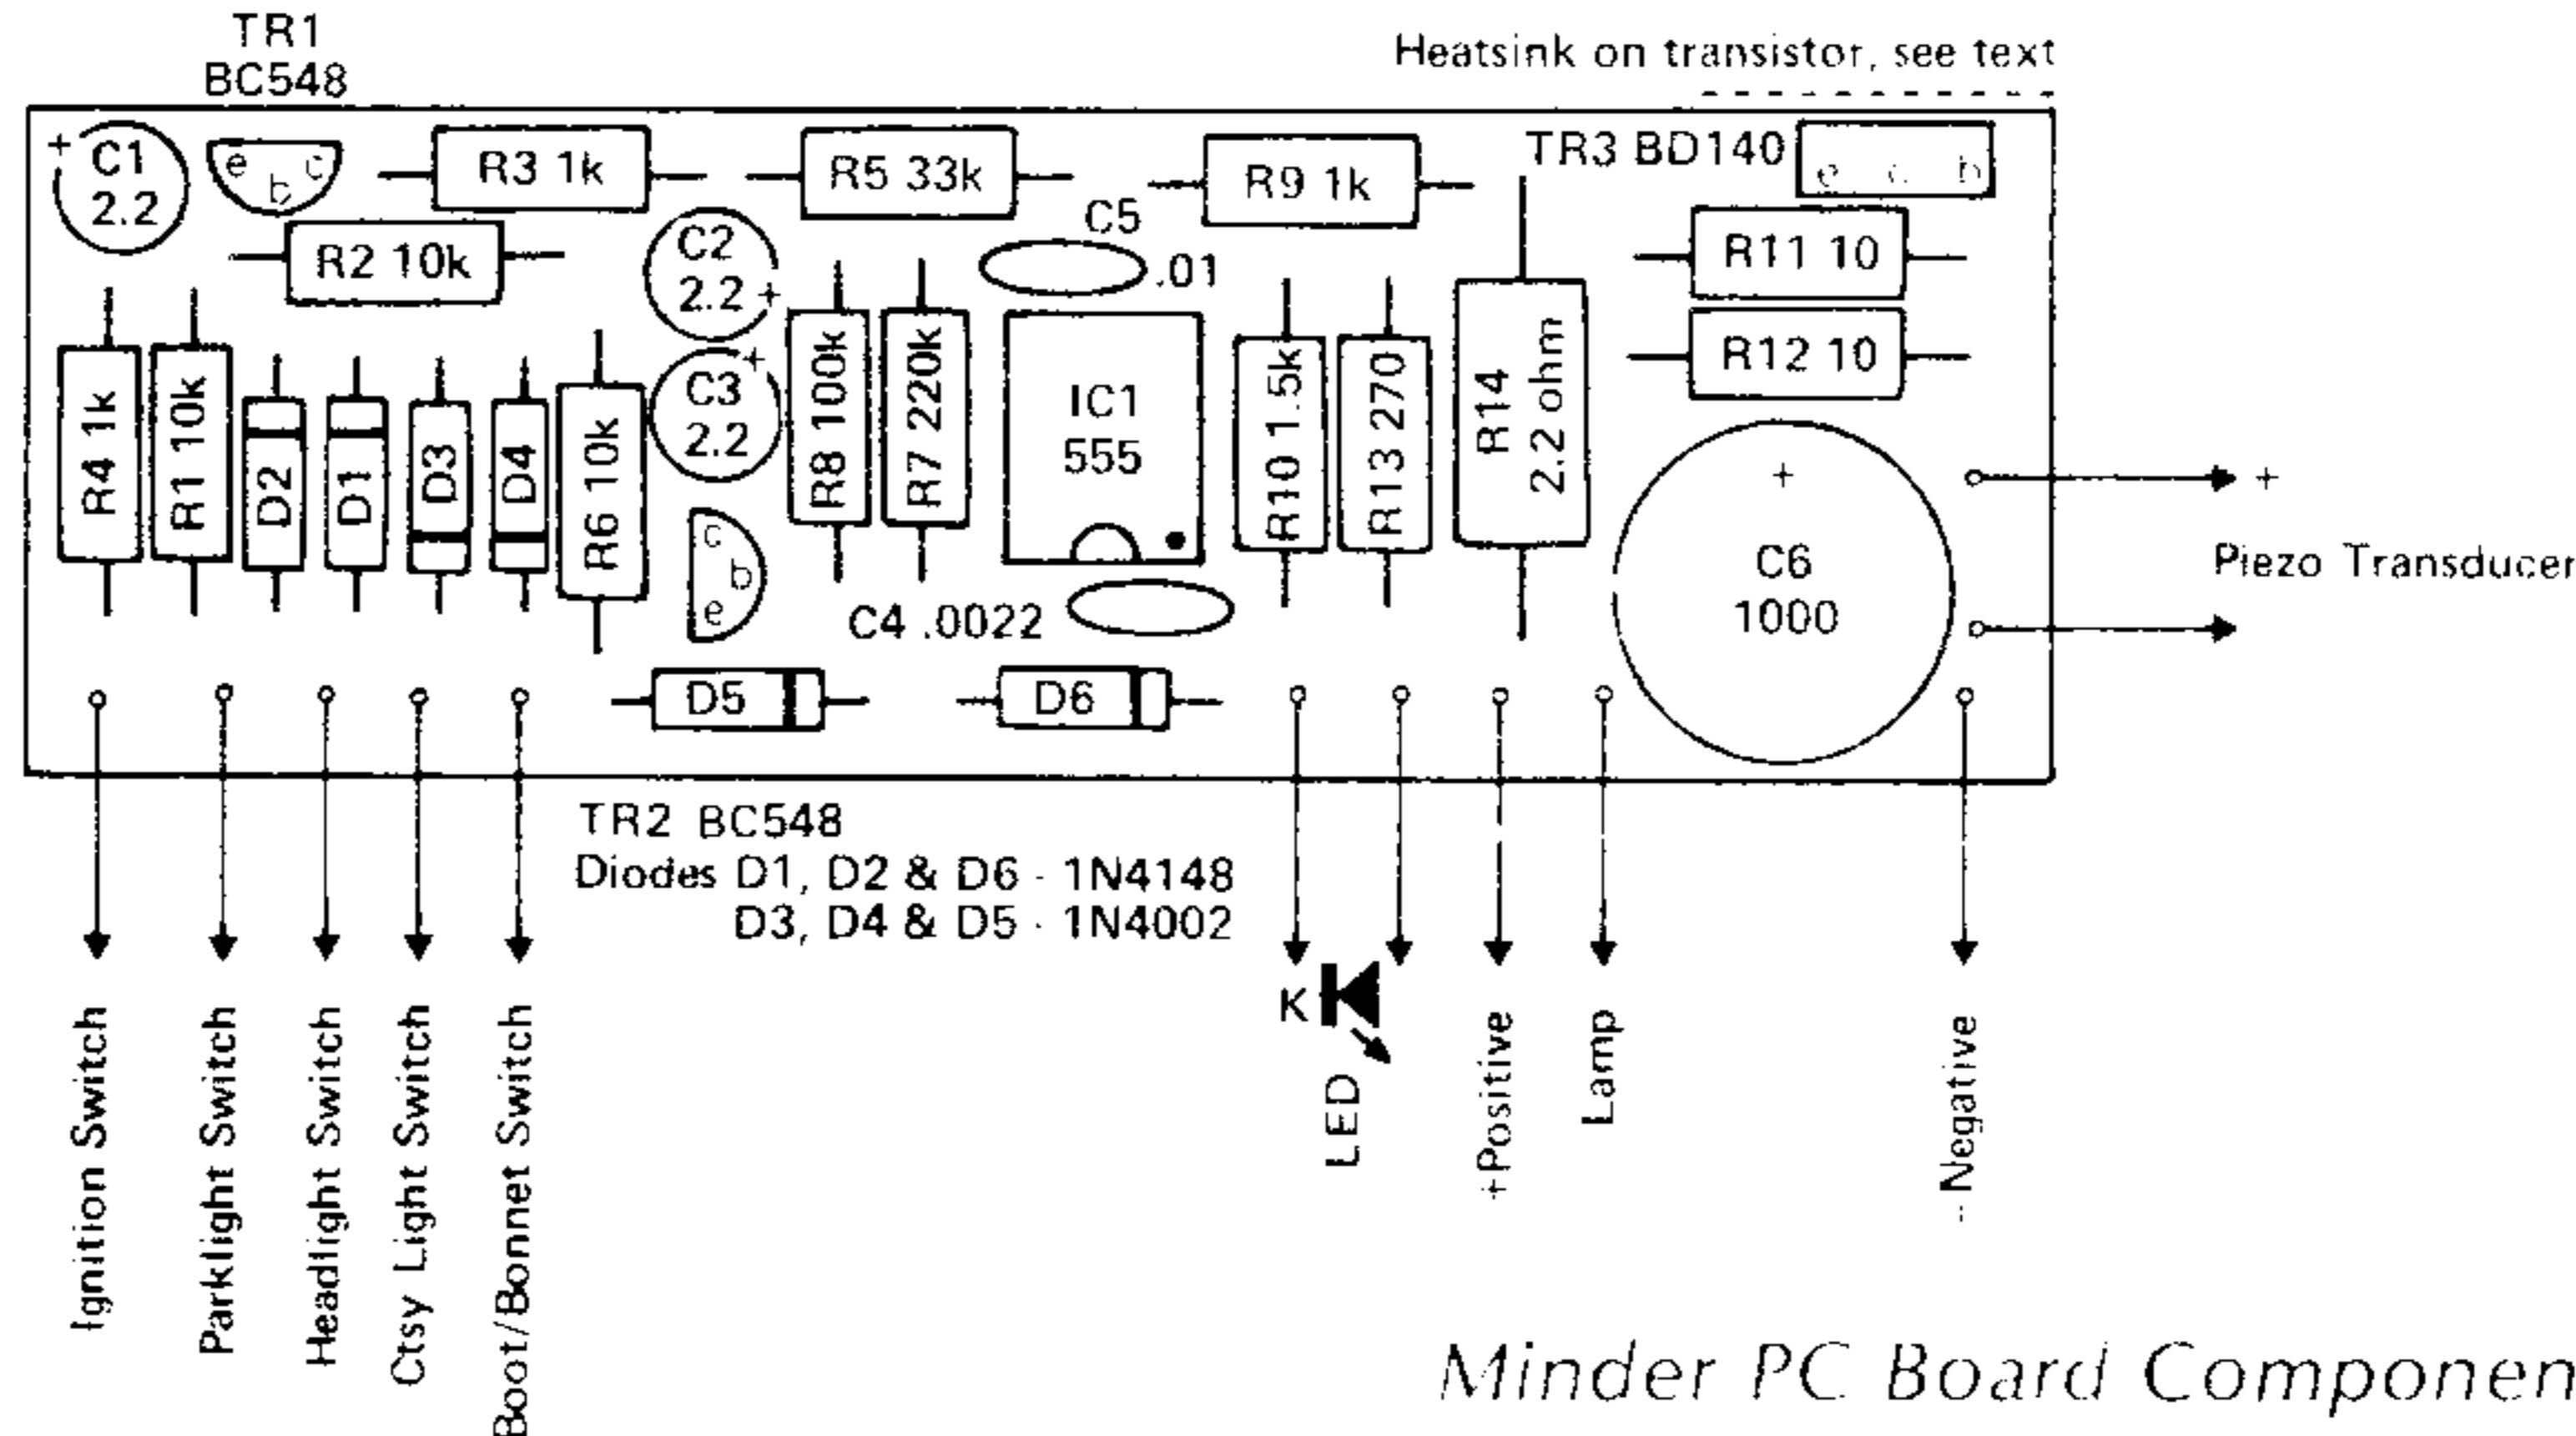 TR1
BC548
Heatsink on transistor, see text
+
C1
2.2
e
b
c
R3 1k
R5 33k
R9 1k
TR3 BD140
e c b
R2 10k
C2
2.2
+
C5
.01
R11 10
R12 10
R4 1k
R1 10k
D2
D1
D3
D4
R6 10k
+
C3
2.2
R8 100k
R7 220k
IC1
555
R10 1.5k
R13 270
R14
2.2 ohm
+
C6
1000
+
Piezo Transducer
c
b
e
C4 .0022
D5
D6
TR2 BC548
Diodes D1, D2 & D6 - 1N4148
D3, D4 & D5 - 1N4002
Ignition Switch
Parklight Switch
Headlight Switch
Ctsy Light Switch
Boot/Bonnet Switch
K
LED
+Positive
Lamp
- Negative
Minder PC Board Componen